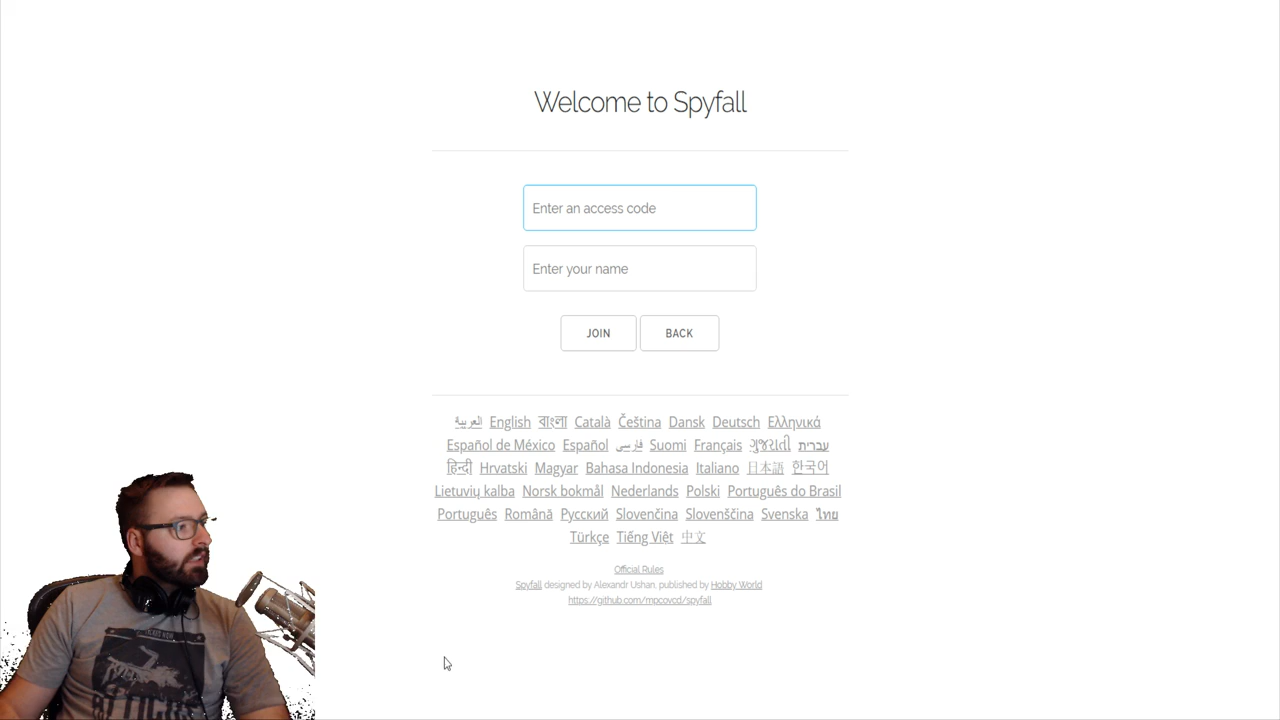 Welcome to Spyfall
Enter an access code
Enter your name
JOIN BACK
العربية English বাংলা Català Čeština Dansk Deutsch Ελληνικά
Español de México Español فارسی Suomi Français ગુજરાતી עברית
हिन्दी Hrvatski Magyar Bahasa Indonesia Italiano 日本語 한국어
Lietuvių kalba Norsk bokmål Nederlands Polski Português do Brasil
Português Română Русский Slovenčina Slovenščina Svenska ไทย
Türkçe Tiếng Việt 中文
Official Rules
Spyfall designed by Alexandr Ushan, published by Hobby World
https://github.com/mpcovcd/spyfall